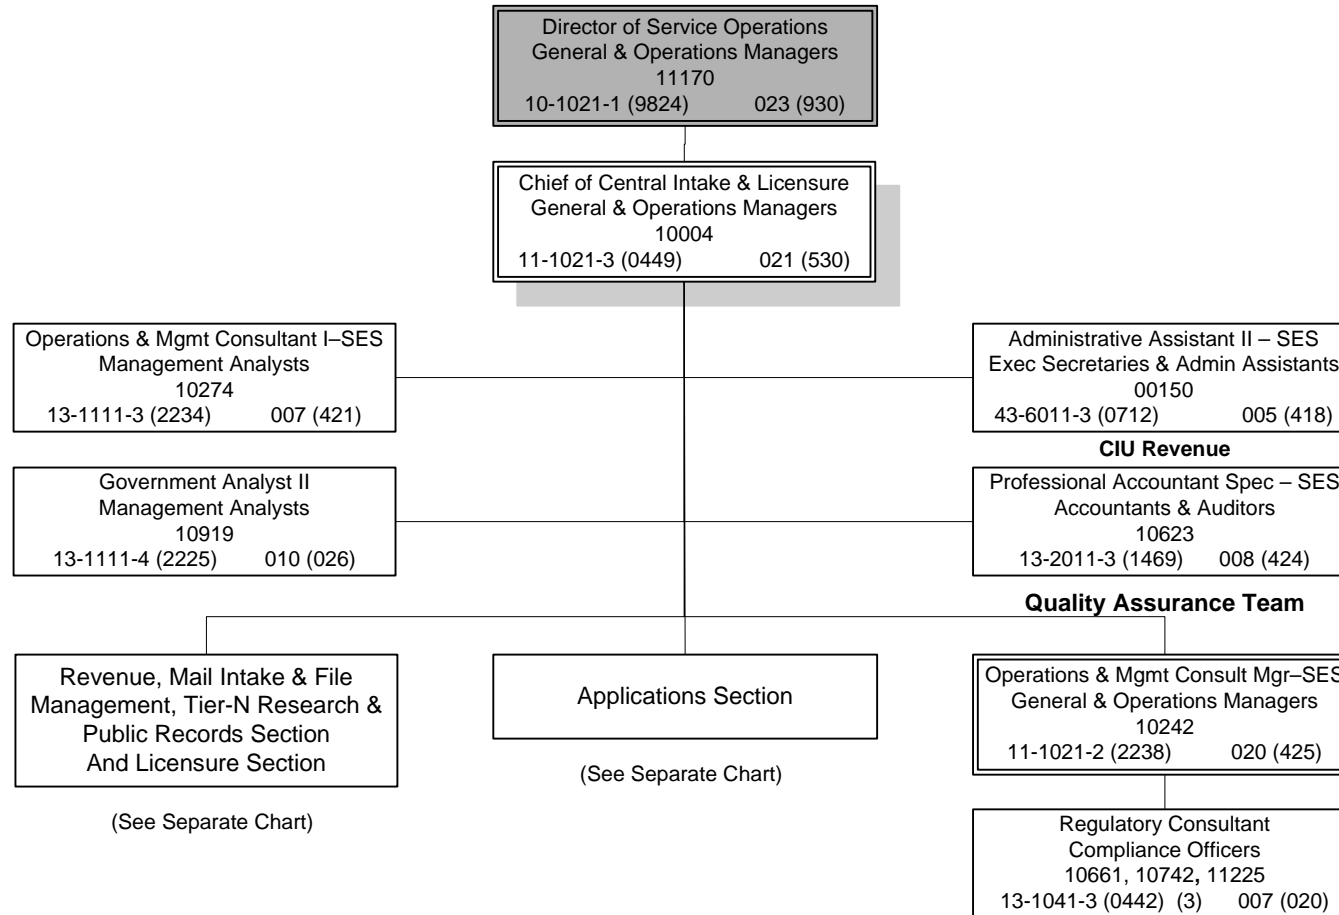 Director of Service Operations
General & Operations Managers
11170
10-1021-1 (9824) 023 (930)
Chief of Central Intake & Licensure
General & Operations Managers
10004
11-1021-3 (0449) 021 (530)
Operations & Mgmt Consultant I–SES
Management Analysts
10274
13-1111-3 (2234) 007 (421)
Administrative Assistant II – SES
Exec Secretaries & Admin Assistants
00150
43-6011-3 (0712) 005 (418)
CIU Revenue
Government Analyst II
Management Analysts
10919
13-1111-4 (2225) 010 (026)
Professional Accountant Spec – SES
Accountants & Auditors
10623
13-2011-3 (1469) 008 (424)
Quality Assurance Team
Revenue, Mail Intake & File
Management, Tier-N Research &
Public Records Section
And Licensure Section
(See Separate Chart)
Applications Section
(See Separate Chart)
Operations & Mgmt Consult Mgr–SES
General & Operations Managers
10242
11-1021-2 (2238) 020 (425)
Regulatory Consultant
Compliance Officers
10661, 10742, 11225
13-1041-3 (0442) (3) 007 (020)